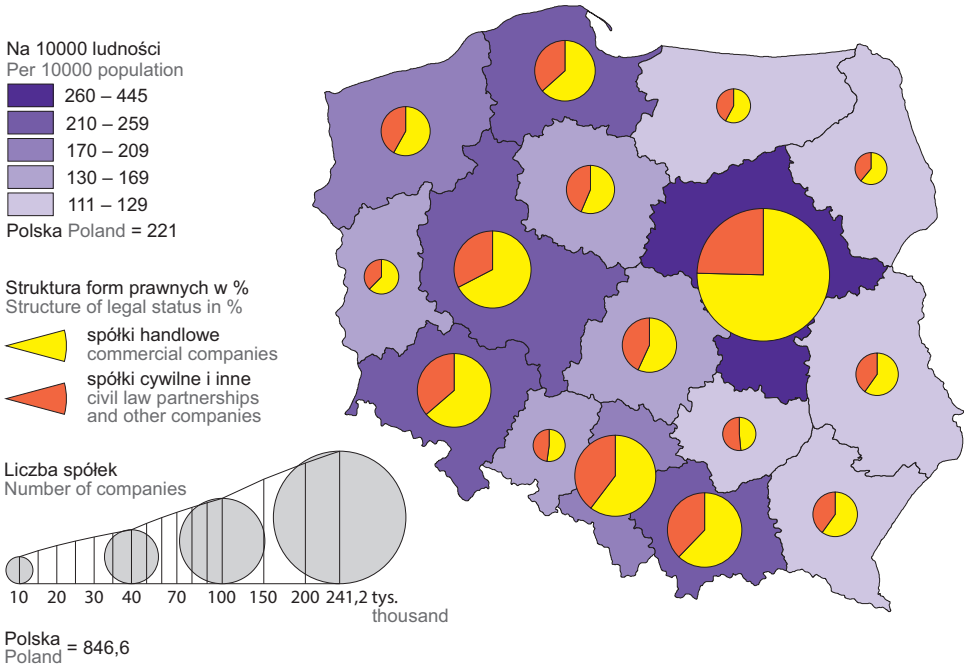 Na 10000 ludności
Per 10000 population
260 – 445
210 – 259
170 – 209
130 – 169
111 – 129
Polska Poland = 221
Struktura form prawnych w %
Structure of legal status in %
spółki handlowe
commercial companies
spółki cywilne i inne
civil law partnerships
and other companies
Liczba spółek
Number of companies
10 20 30 40 70 100 150 200 241,2 tys.
thousand
Polska
Poland = 846,6